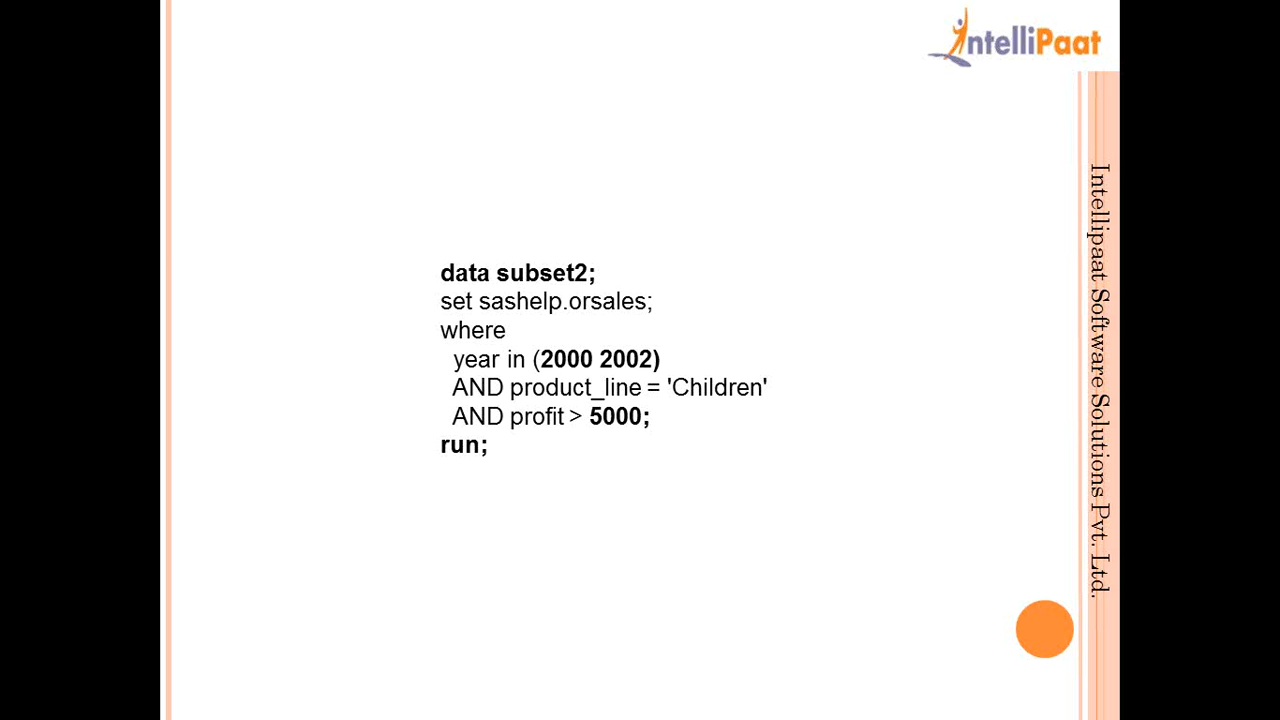 IntelliPaat
data subset2;
set sashelp.orsales;
where
year in (2000 2002)
AND product_line = 'Children'
AND profit > 5000;
run;
Intellipaat Software Solutions Pvt. Ltd.